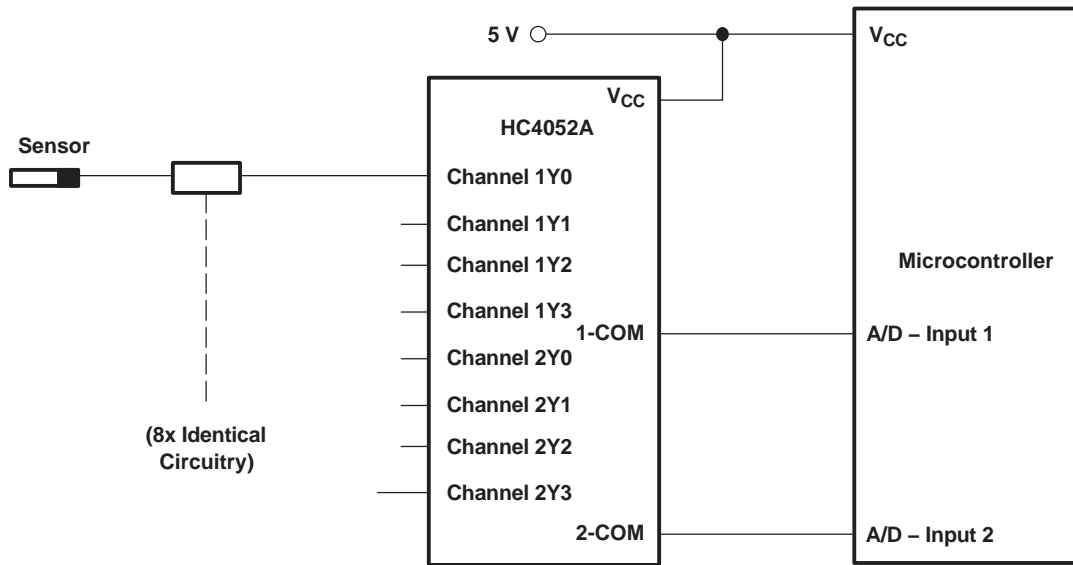 5 V
VCC
VCC
HC4052A
Sensor
Channel 1Y0
Channel 1Y1
Channel 1Y2
Microcontroller
Channel 1Y3
1-COM
A/D – Input 1
Channel 2Y0
Channel 2Y1
(8x Identical
Circuitry)
Channel 2Y2
Channel 2Y3
2-COM
A/D – Input 2